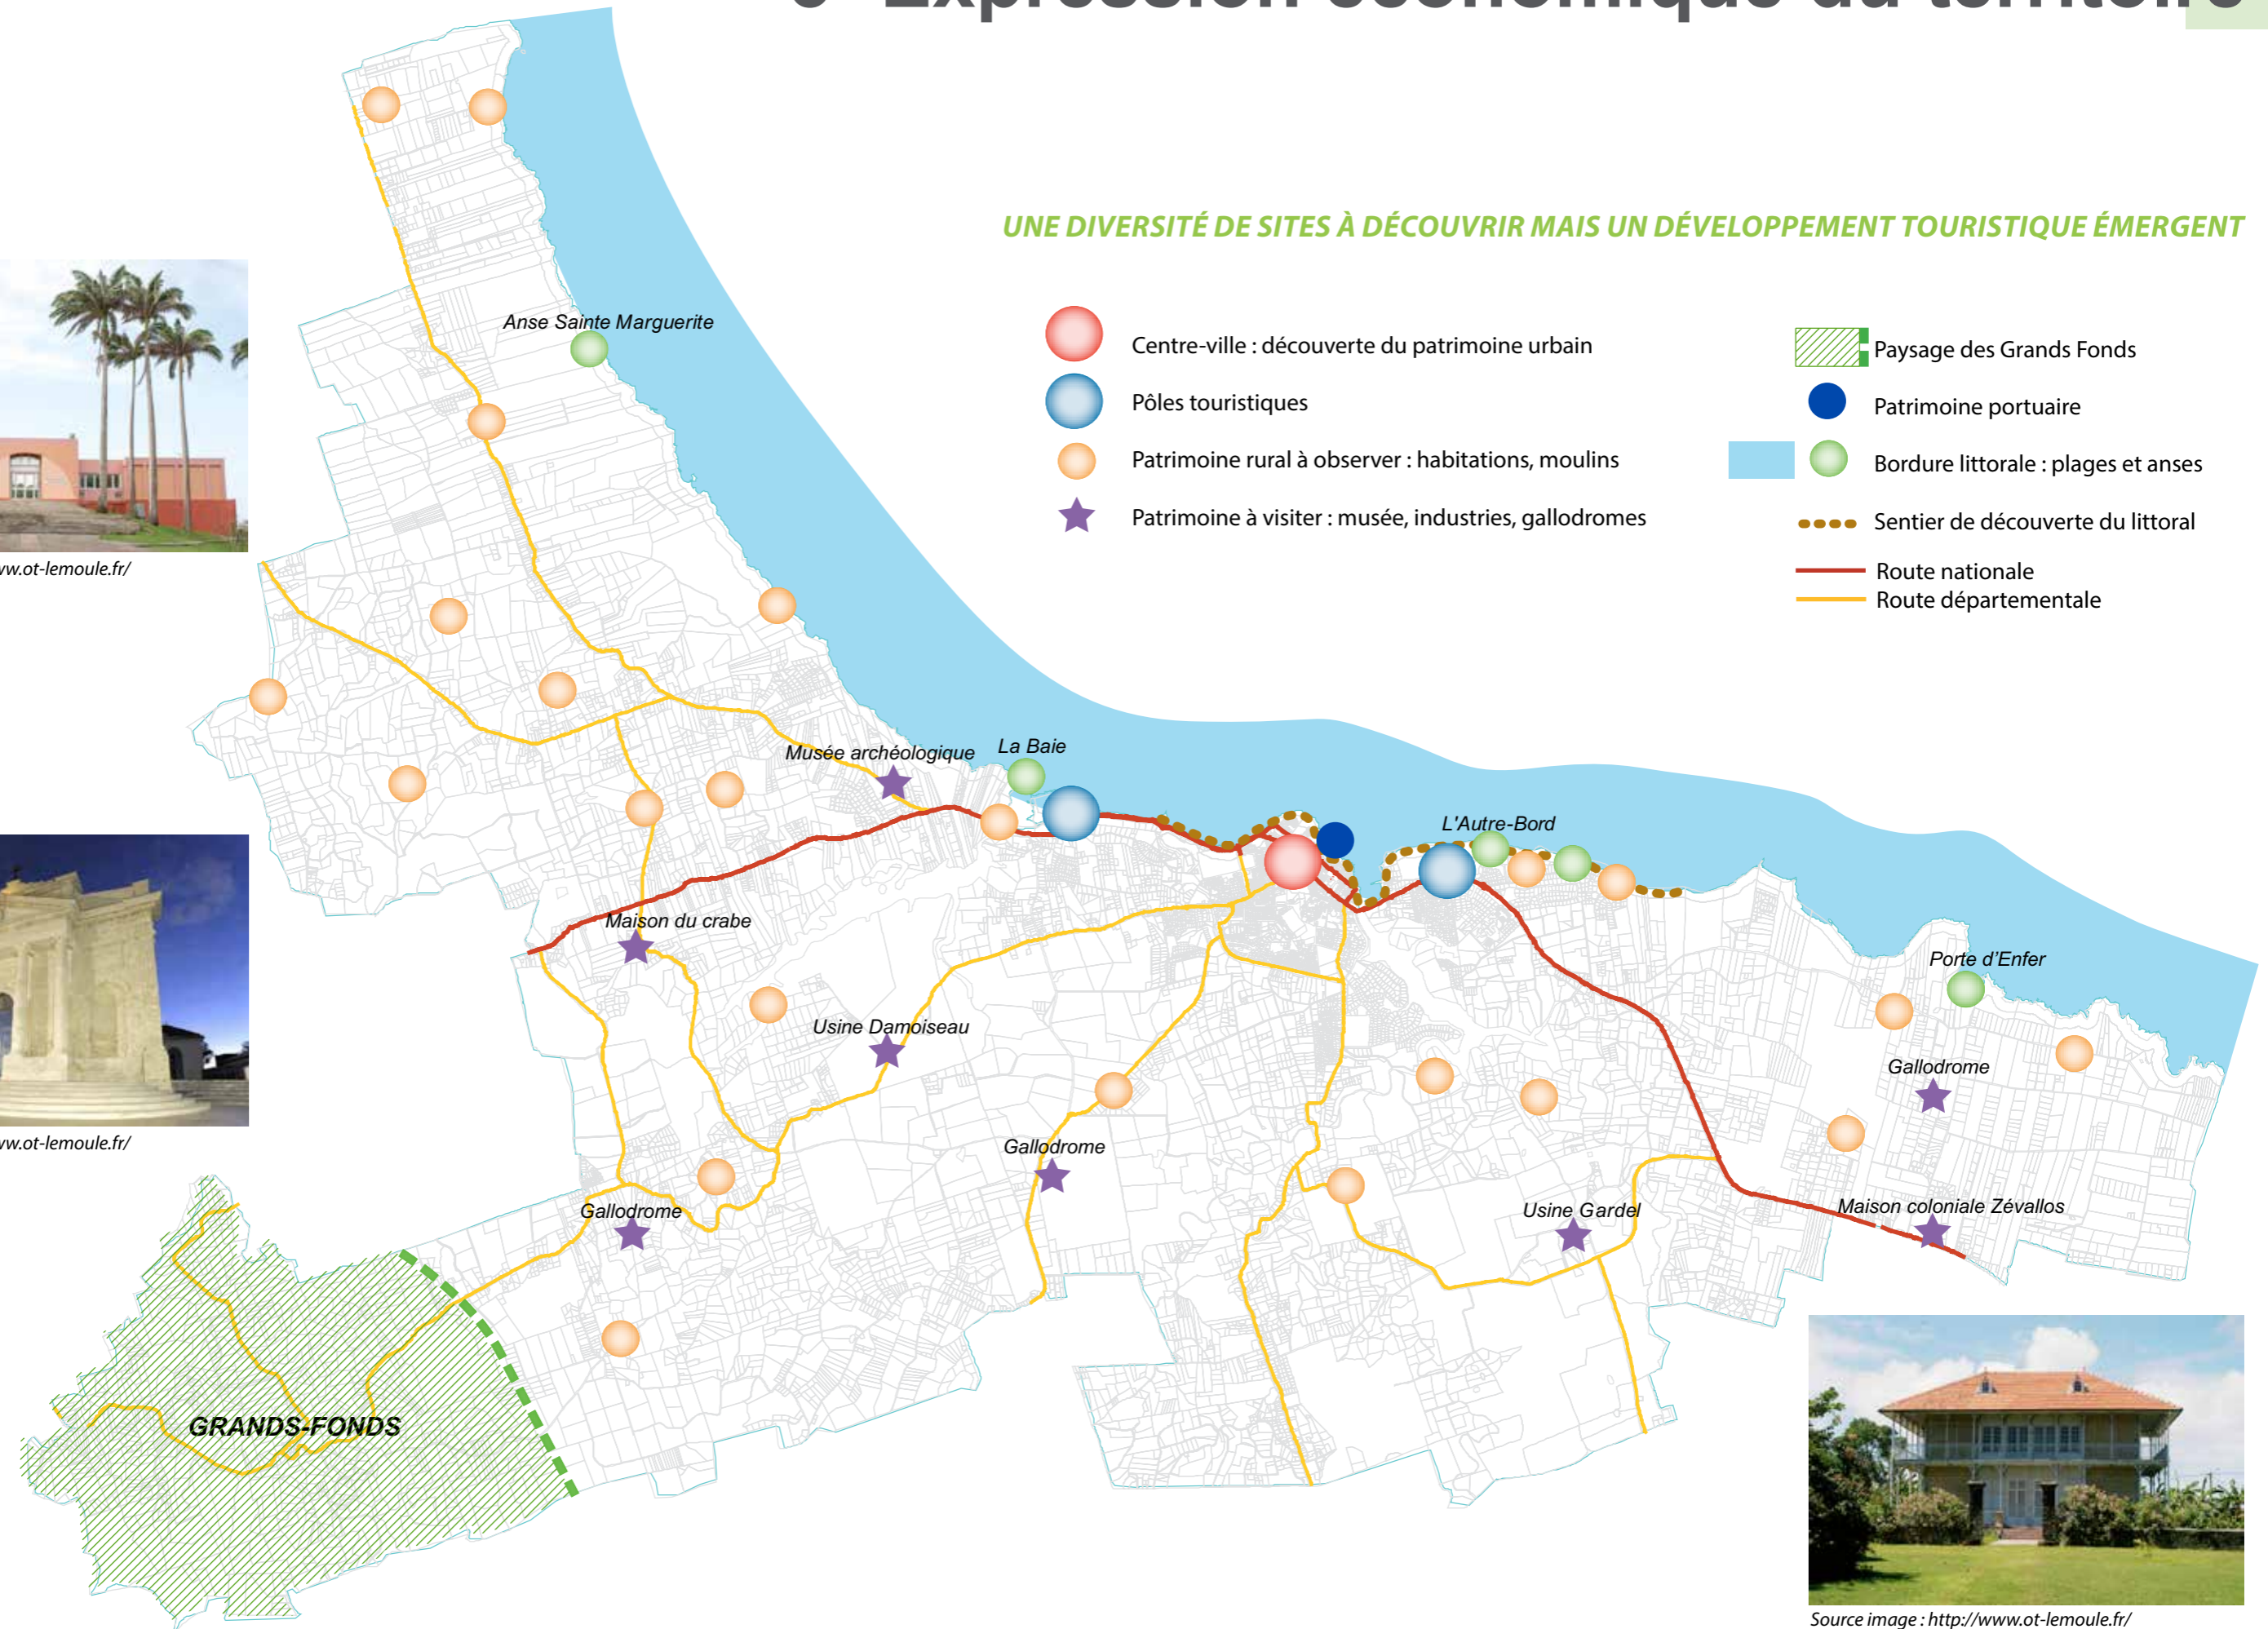 Expression économique du territoire
UNE DIVERSITÉ DE SITES À DÉCOUVRIR MAIS UN DÉVELOPPEMENT TOURISTIQUE ÉMERGENT
Centre-ville : découverte du patrimoine urbain
Pôles touristiques
Patrimoine rural à observer : habitations, moulins
Patrimoine à visiter : musée, industries, gallodromes
Paysage des Grands Fonds
Patrimoine portuaire
Bordure littorale : plages et anses
Sentier de découverte du littoral
Route nationale
Route départementale
Anse Sainte Marguerite
ww.ot-lemoule.fr/
Musée archéologique
La Baie
L'Autre-Bord
Maison du crabe
Porte d'Enfer
Usine Damoiseau
Gallodrome
ww.ot-lemoule.fr/
Gallodrome
Gallodrome
Usine Gardel
Maison coloniale Zévallos
GRANDS-FONDS
Source image : http://www.ot-lemoule.fr/